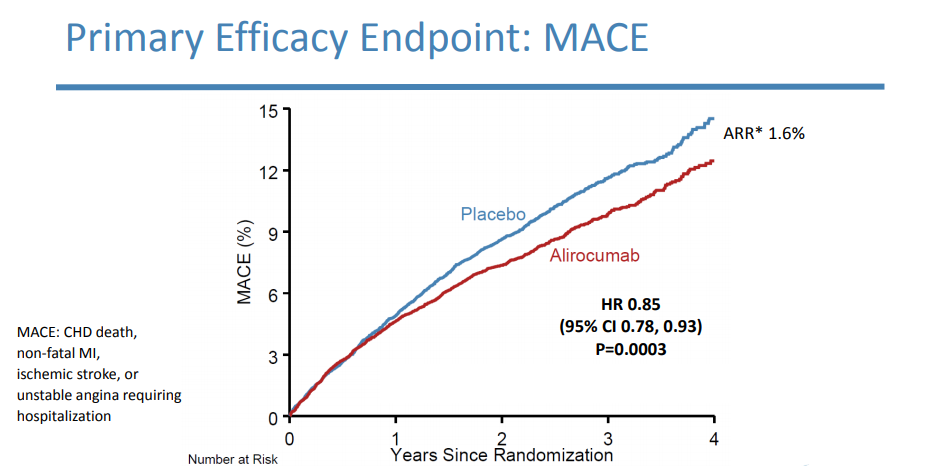 Primary Efficacy Endpoint: MACE
15
12
9
6
3
0
MACE (%)
ARR* 1.6%
Placebo
Alirocumab
HR 0.85
(95% CI 0.78, 0.93)
P=0.0003
MACE: CHD death,
non-fatal MI,
ischemic stroke, or
unstable angina requiring
hospitalization
0 1 2 3 4
Years Since Randomization
Number at Risk